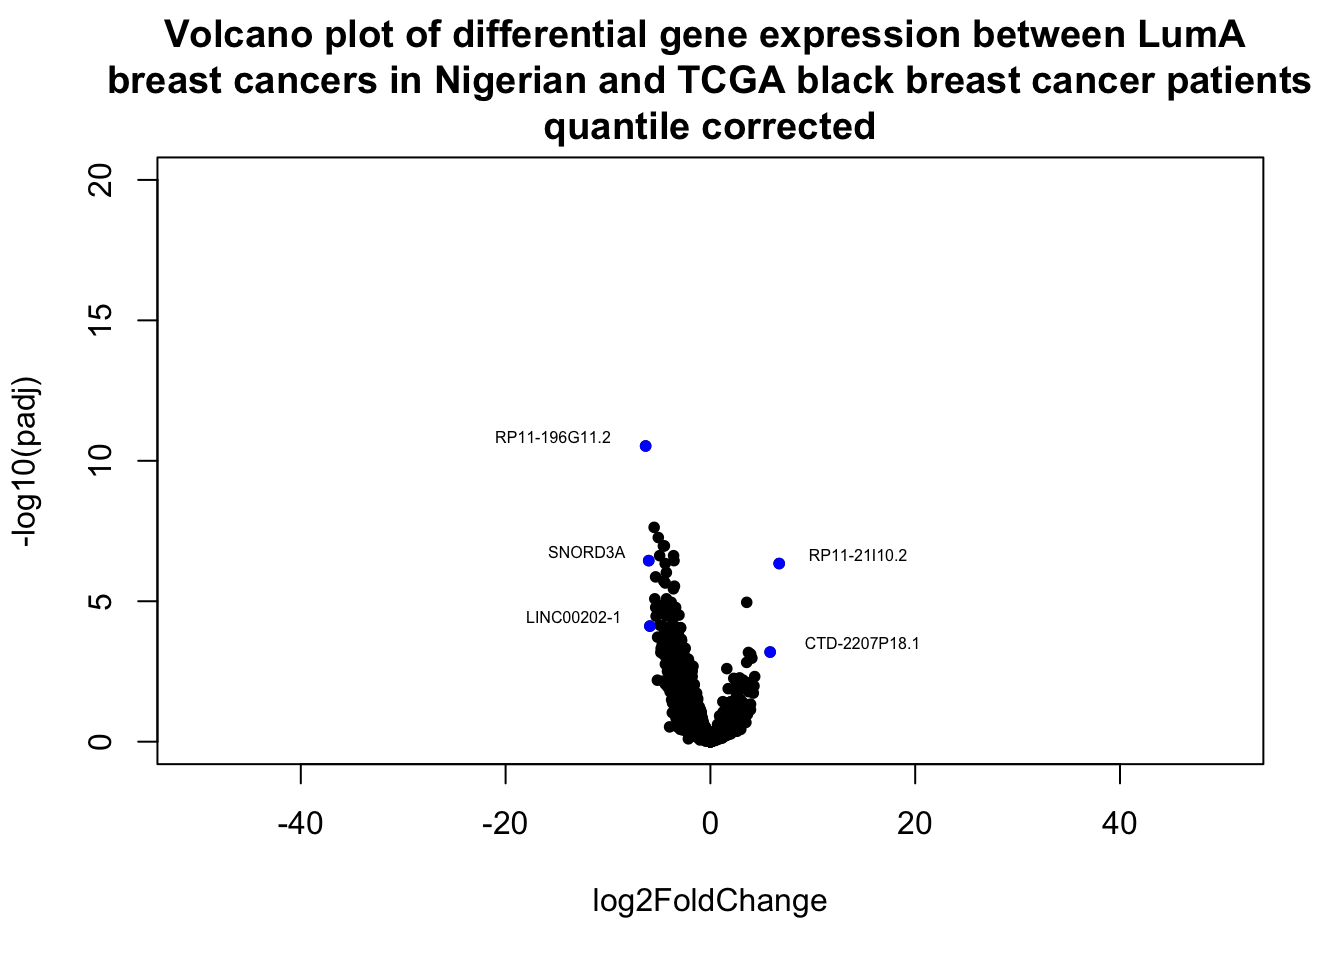 Volcano plot of differential gene expression between LumA
breast cancers in Nigerian and TCGA black breast cancer patients
quantile corrected
20
15
10
5
0
-log10(padj)
RP11-196G11.2
SNORD3A
RP11-21I10.2
LINC00202-1
CTD-2207P18.1
-40 -20 0 20 40
log2FoldChange